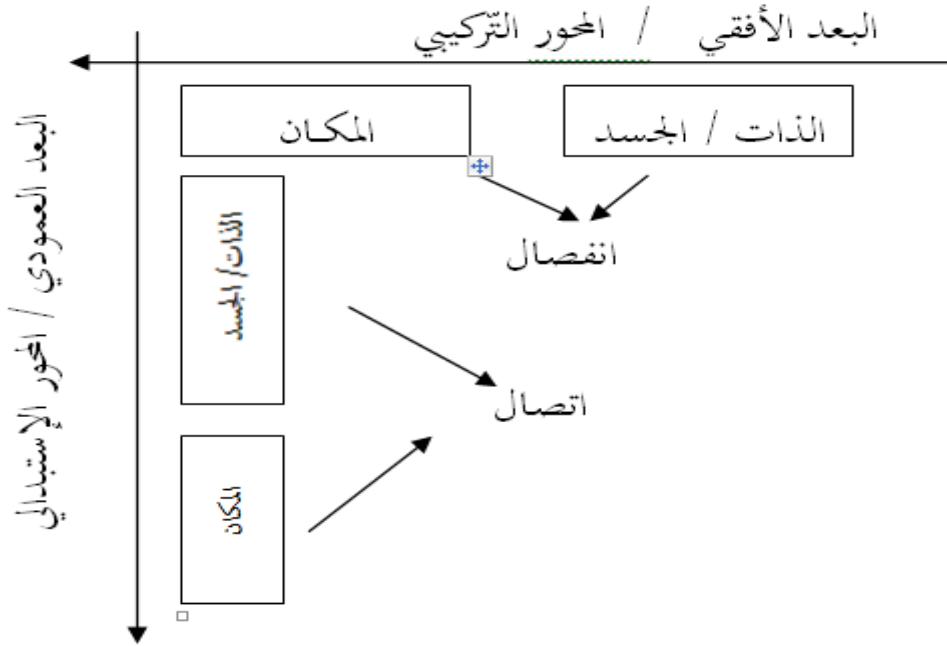 البعد الأفقي / المحور التّركيبي
الذات / الجسد
المكـان
انفصال
الذات/ الجسد
اتصال
المكان
البعد العمودي / المحور الإستبدالي